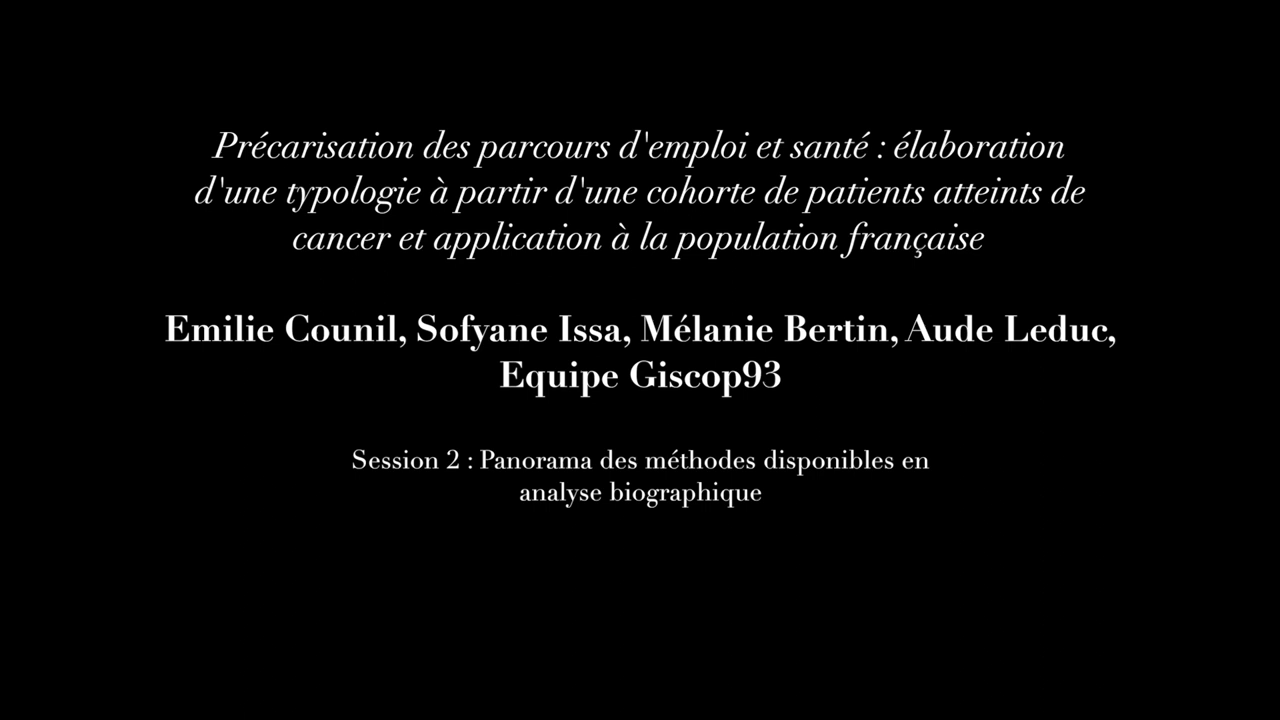 Précarisation des parcours d'emploi et santé : élaboration
d'une typologie à partir d'une cohorte de patients atteints de
cancer et application à la population française
Emilie Counil, Sofyane Issa, Mélanie Bertin, Aude Leduc,
Equipe Giscop93
Session 2 : Panorama des méthodes disponibles en
analyse biographique